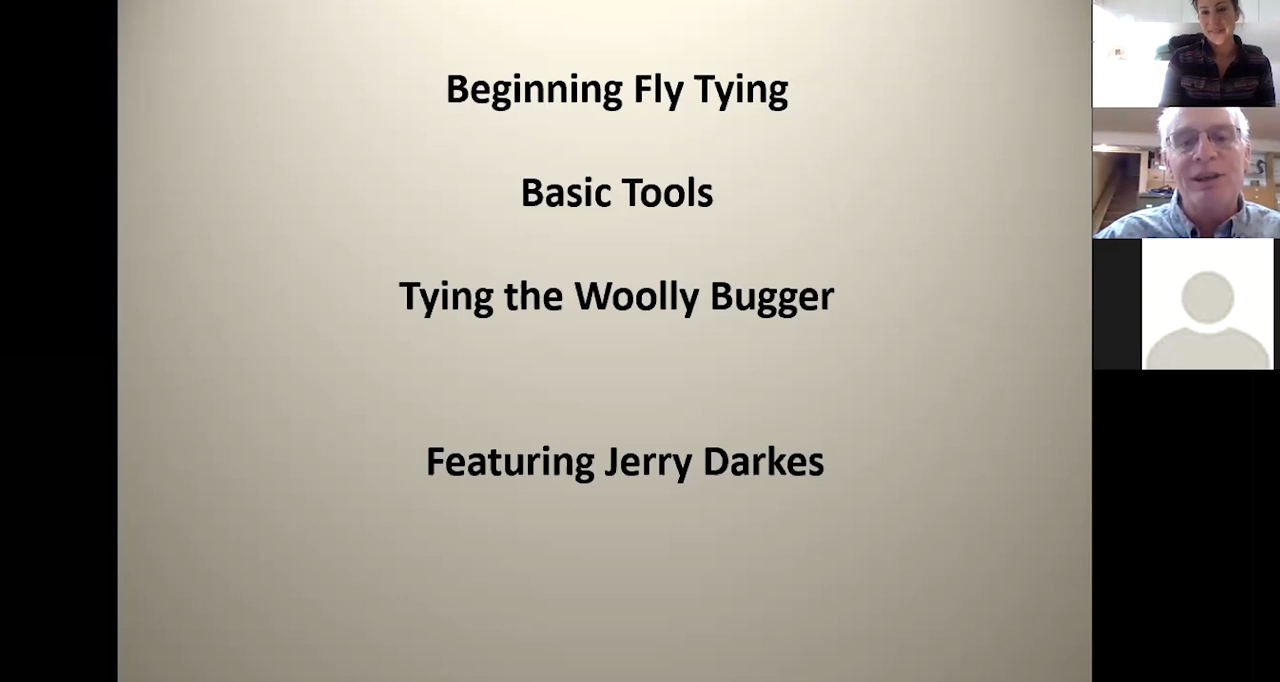 Beginning Fly Tying
Basic Tools
Tying the Woolly Bugger
Featuring Jerry Darkes